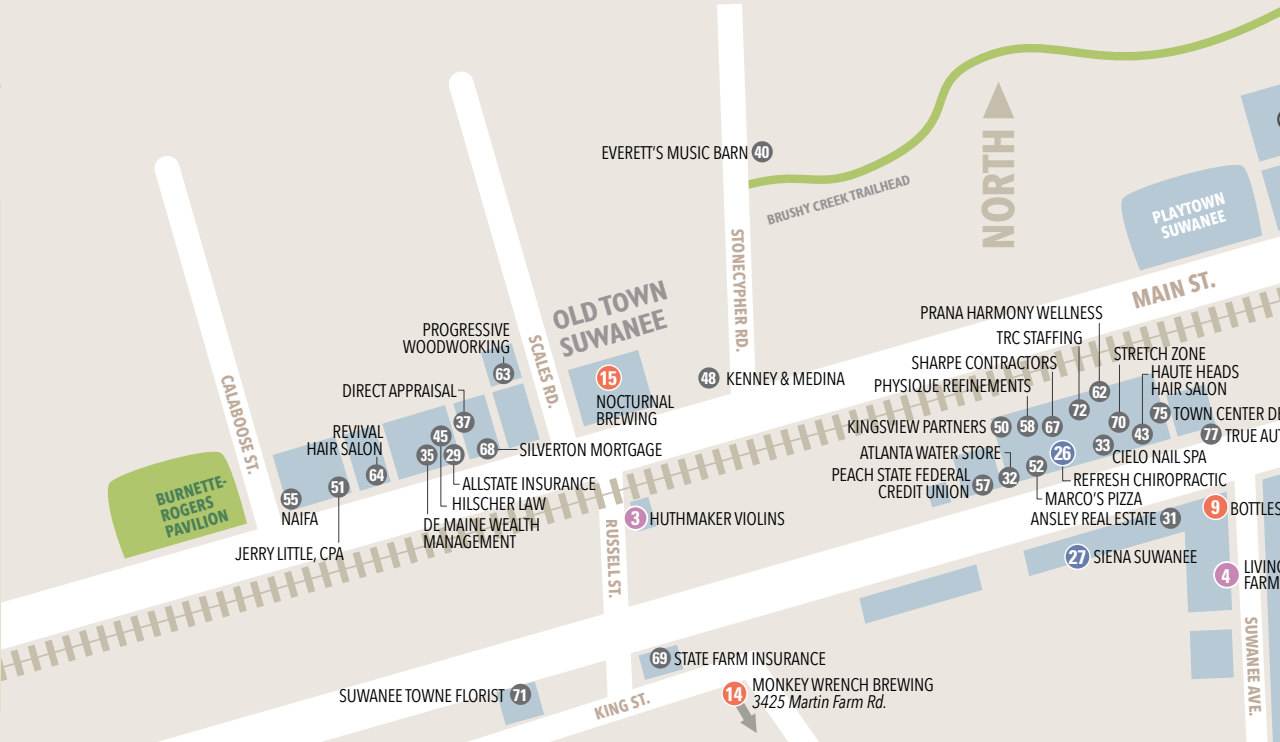 EVERETT'S MUSIC BARN 40
BRUSHY CREEK TRAILHEAD
NORTH
PLAYTOWN
SUWANEE
STONECYPHER RD.
MAIN ST.
OLD TOWN
SUWANEE
SCALES RD.
CALABOOSE ST.
PROGRESSIVE
WOODWORKING
63
DIRECT APPRAISAL
37
REVIVAL
HAIR SALON
64
45
35
29
68 SILVERTON MORTGAGE
ALLSTATE INSURANCE
HILSCHER LAW
DE MAINE WEALTH
MANAGEMENT
15
NOCTURNAL
BREWING
48 KENNEY & MEDINA
BURNETTE-
ROGERS
PAVILION
55
NAIFA
51
JERRY LITTLE, CPA
3 HUTHMAKER VIOLINS
RUSSELL ST.
PRANA HARMONY WELLNESS
62
TRC STAFFING
72
SHARPE CONTRACTORS
67
PHYSIQUE REFINEMENTS
58
KINGSVIEW PARTNERS 50
STRETCH ZONE
70
HAUTE HEADS
HAIR SALON
43
75 TOWN CENTER DE
77 TRUE AUT
33
CIELO NAIL SPA
26
REFRESH CHIROPRACTIC
52
MARCO'S PIZZA
ATLANTA WATER STORE
32
PEACH STATE FEDERAL
CREDIT UNION 57
ANSLEY REAL ESTATE 31
9 BOTTLES
27 SIENA SUWANEE
4 LIVING
FARM
SUWANEE AVE.
69 STATE FARM INSURANCE
14 MONKEY WRENCH BREWING
3425 Martin Farm Rd.
SUWANEE TOWNE FLORIST 71
KING ST.